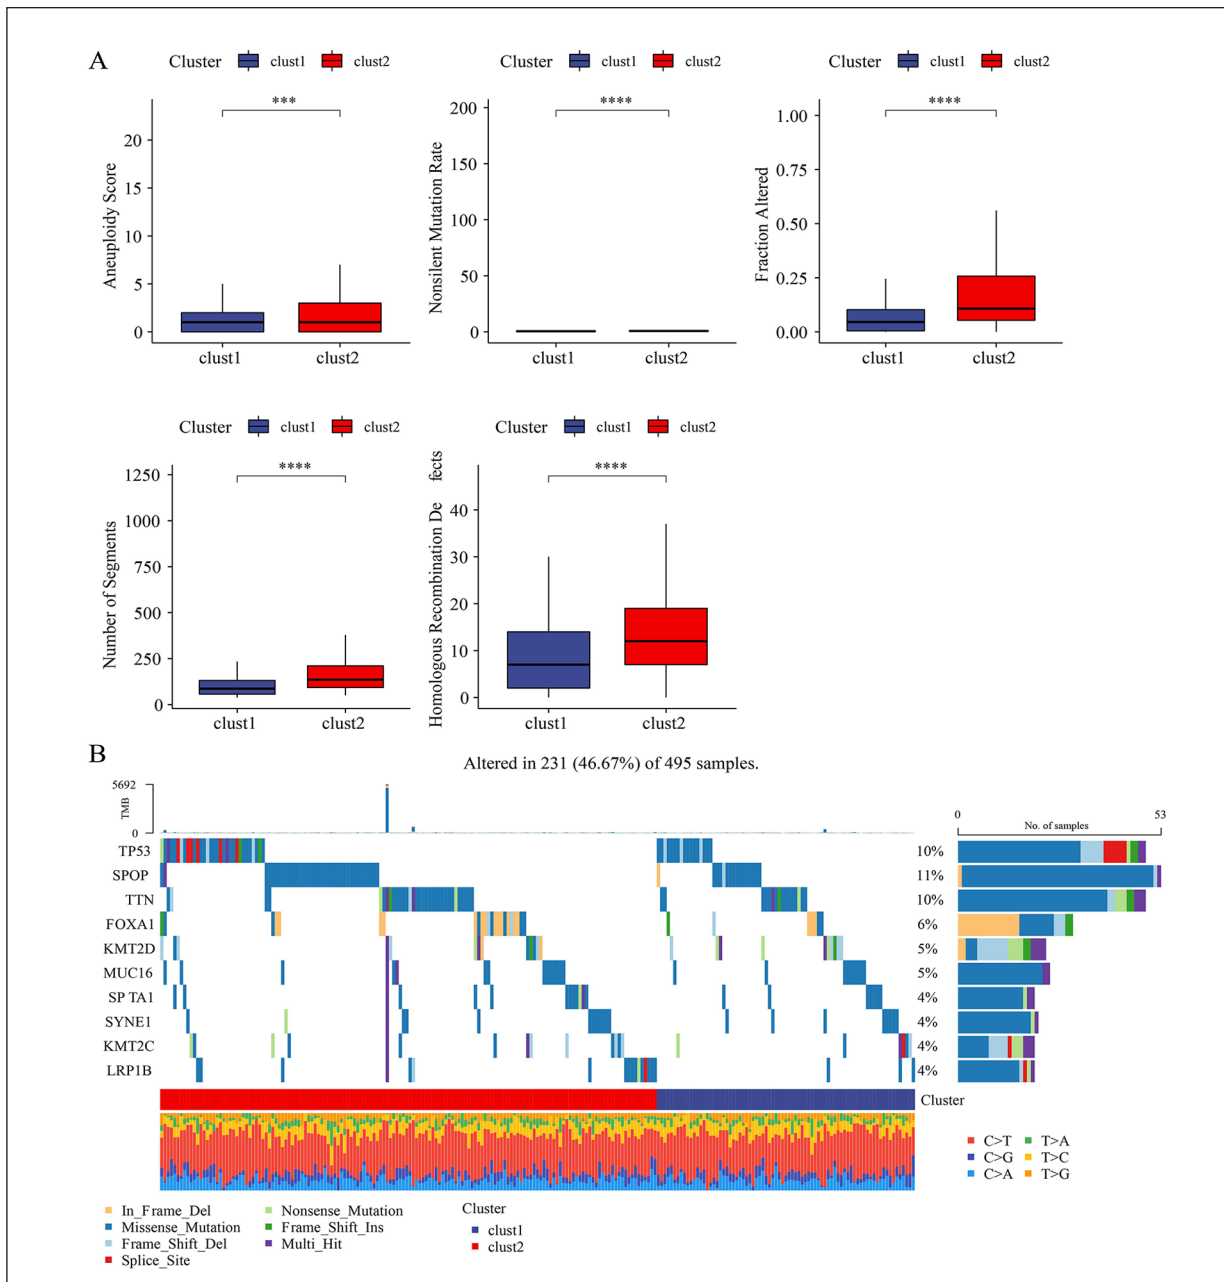 A
Cluster clust1 clust2
***
Aneuploidy Score
20
15
10
5
0
clust1 clust2
Cluster clust1 clust2
****
Nonsilent Mutation Rate
200
150
100
50
0
clust1 clust2
Cluster clust1 clust2
****
Fraction Altered
1.00
0.75
0.50
0.25
0.00
clust1 clust2
Cluster clust1 clust2
****
Number of Segments
1250
1000
750
500
250
0
clust1 clust2
Cluster clust1 clust2
****
Homologous Recombination De fects
40
30
20
10
0
clust1 clust2
B
Altered in 231 (46.67%) of 495 samples.
5692
TMB
0
0 53
No. of samples
TP53 10%
SPOP 11%
TTN 10%
FOXA1 6%
KMT2D 5%
MUC16 5%
SP TA1 4%
SYNE1 4%
KMT2C 4%
LRP1B 4%
Cluster
C>T T>A
C>G T>C
C>A T>G
In_Frame_Del Nonsense_Mutation Cluster
Missense_Mutation Frame_Shift_Ins clust1
Frame_Shift_Del Multi_Hit clust2
Splice_Site